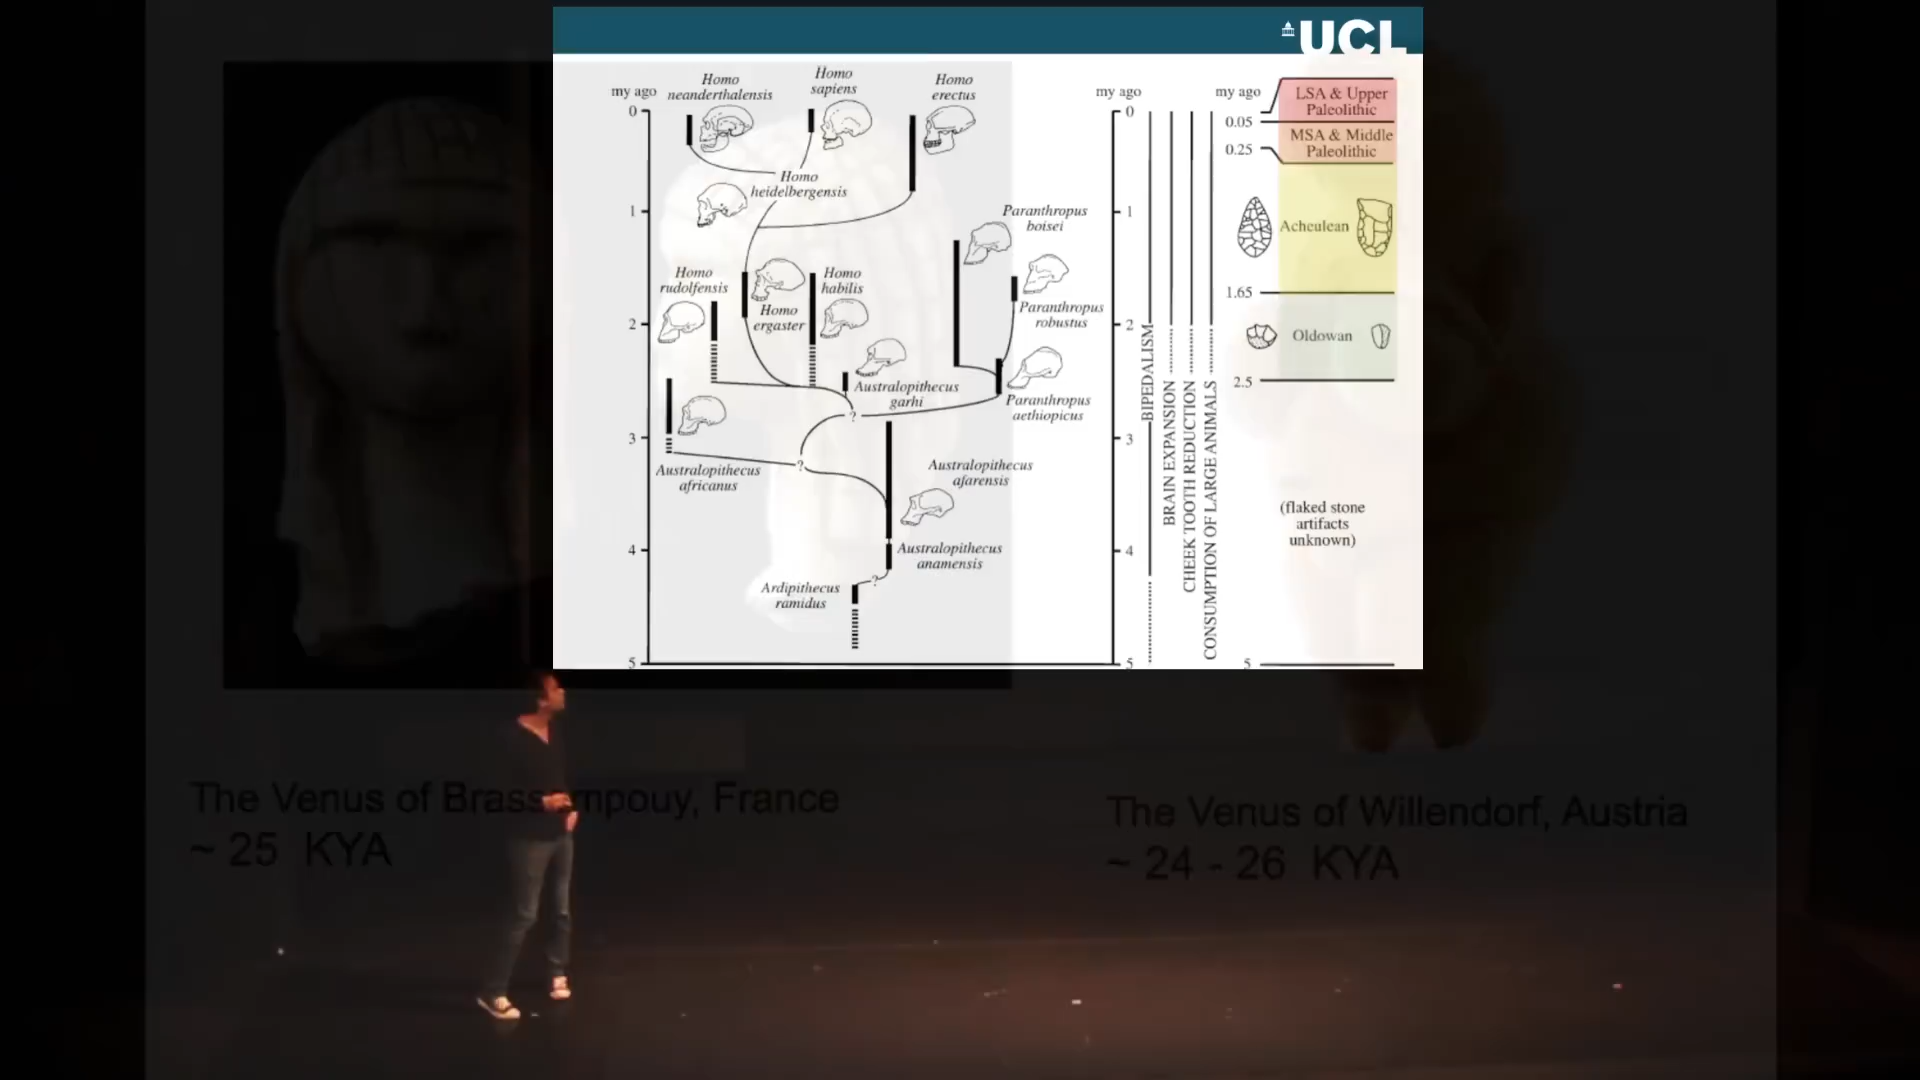 UCL
my ago
Homo
neanderthalensis
Homo
sapiens
Homo
erectus
0
1
2
3
4
5
Homo
heidelbergensis
Homo
rudolfensis
Homo
ergaster
Homo
habilis
Paranthropus
boisei
Paranthropus
robustus
Australopithecus
garhi
Paranthropus
aethiopicus
?
?
Australopithecus
africanus
Australopithecus
afarensis
Australopithecus
anamensis
?
Ardipithecus
ramidus
my ago
0
1
2
3
4
5
BIPEDALISM
BRAIN EXPANSION
CHEEK TOOTH REDUCTION
CONSUMPTION OF LARGE ANIMALS
my ago
LSA & Upper
Paleolithic
0.05
MSA & Middle
Paleolithic
0.25
Acheulean
1.65
Oldowan
2.5
(flaked stone
artifacts
unknown)
5
The Venus of Brassempouy, France
~ 25 KYA
The Venus of Willendorf, Austria
~ 24 - 26 KYA